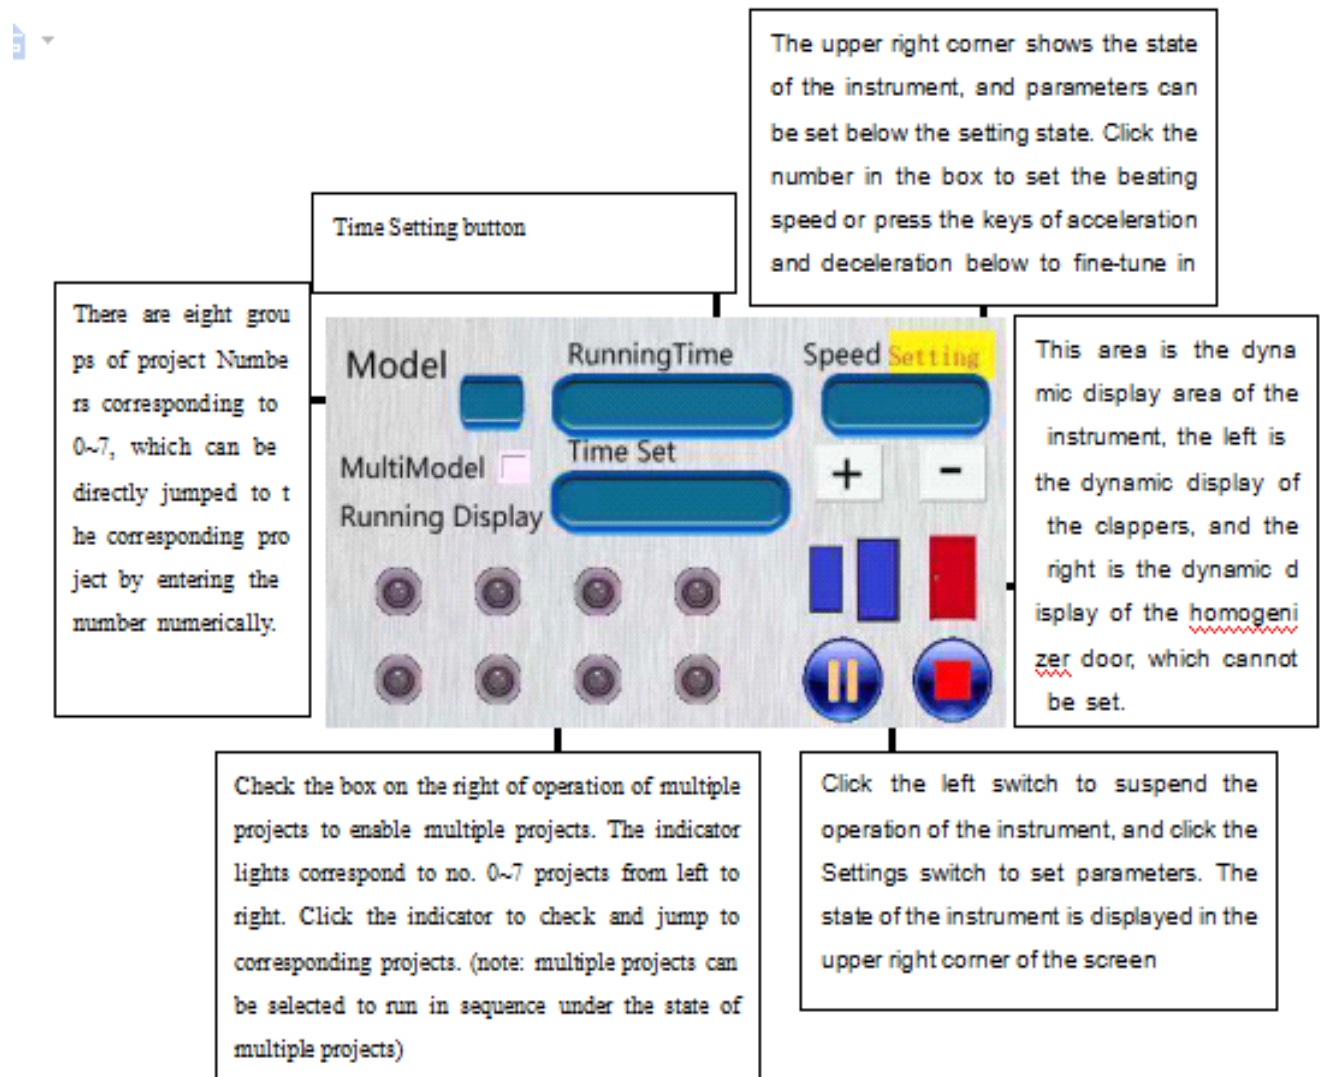 The upper right corner shows the state
of the instrument, and parameters can
be set below the setting state. Click the
number in the box to set the beating
speed or press the keys of acceleration
and deceleration below to fine-tune in
Time Setting button
There are eight grou
ps of project Numbe
rs corresponding to
0~7, which can be
directly jumped to t
he corresponding pro
ject by entering the
number numerically.
Model
RunningTime
Speed Setting
MultiModel
Time Set
+ -
Running Display
This area is the dyna
mic display area of the
instrument, the left is
the dynamic display of
the clappers, and the
right is the dynamic d
isplay of the homogeni
zer door, which cannot
be set.
Check the box on the right of operation of multiple
projects to enable multiple projects. The indicator
lights correspond to no. 0~7 projects from left to
right. Click the indicator to check and jump to
corresponding projects. (note: multiple projects can
be selected to run in sequence under the state of
multiple projects)
Click the left switch to suspend the
operation of the instrument, and click the
Settings switch to set parameters. The
state of the instrument is displayed in the
upper right corner of the screen